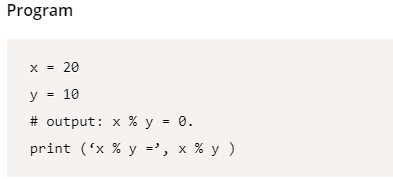 Program
x = 20
y = 10
# output: x % y = 0.
print (‘x % y =’, x % y )